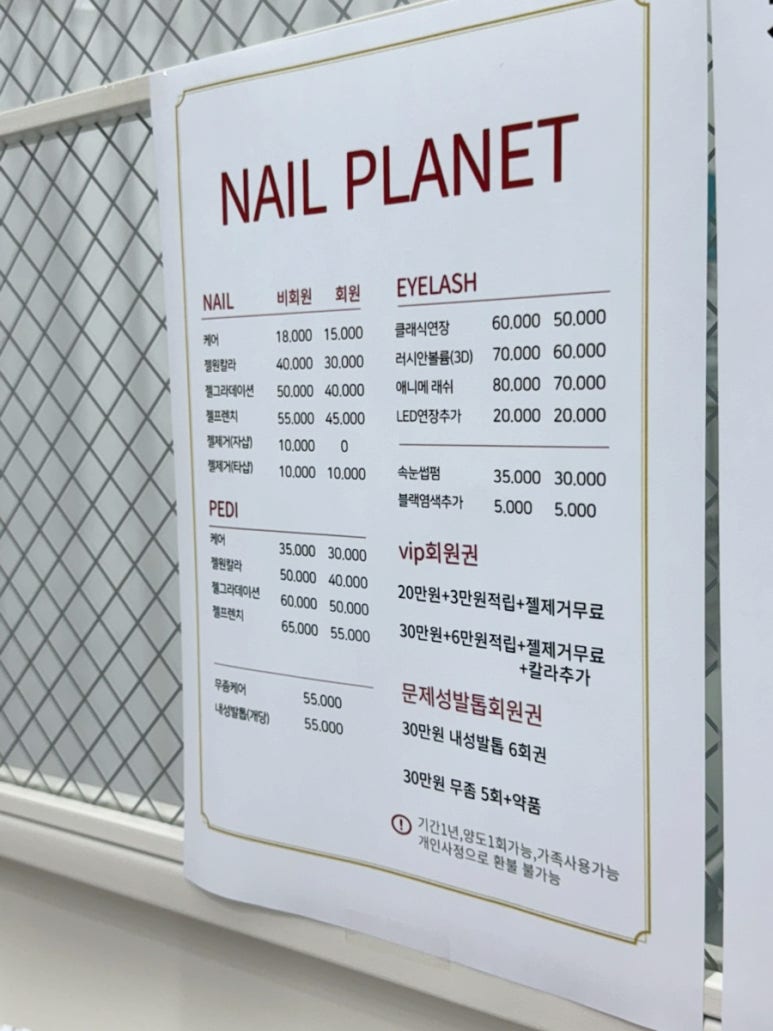 NAIL PLANET
NAIL 비회원 회원
케어 18.000 15.000
젤원칼라 40.000 30.000
젤그라데이션 50.000 40.000
젤프렌치 55.000 45.000
젤제거(자샵) 10.000 0
젤제거(타샵) 10.000 10.000
PEDI
케어 35.000 30.000
젤원칼라 50.000 40.000
젤그라데이션 60.000 50.000
젤프렌치 65.000 55.000
무좀케어 55.000
내성발톱(개당) 55.000
EYELASH
클래식연장 60.000 50.000
러시안볼륨(3D) 70.000 60.000
애니메 래쉬 80.000 70.000
LED연장추가 20.000 20.000
속눈썹펌 35.000 30.000
블랙염색추가 5.000 5.000
vip회원권
20만원+3만원적립+젤제거무료
30만원+6만원적립+젤제거무료
+칼라추가
문제성발톱회원권
30만원 내성발톱 6회권
30만원 무좀 5회+약품
! 기간1년,양도1회가능,가족사용가능
개인사정으로 환불 불가능